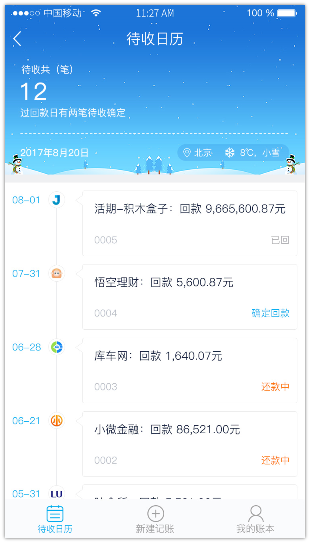 中国移动
11:27 AM
100 %
待收日历
待收共（笔）
12
过回款日有两笔待收确定
2017年8月20日
北京
8℃，小雪
08-01
J
活期-积木盒子：回款 9,665,600.87元
0005
已回
07-31
悟空理财：回款 5,600.87元
0004
确定回款
06-28
库车网：回款 1,640.07元
0003
还款中
06-21
小微金融：回款 86,521.00元
0002
还款中
05-31
LU
待收日历
新建记账
我的账本